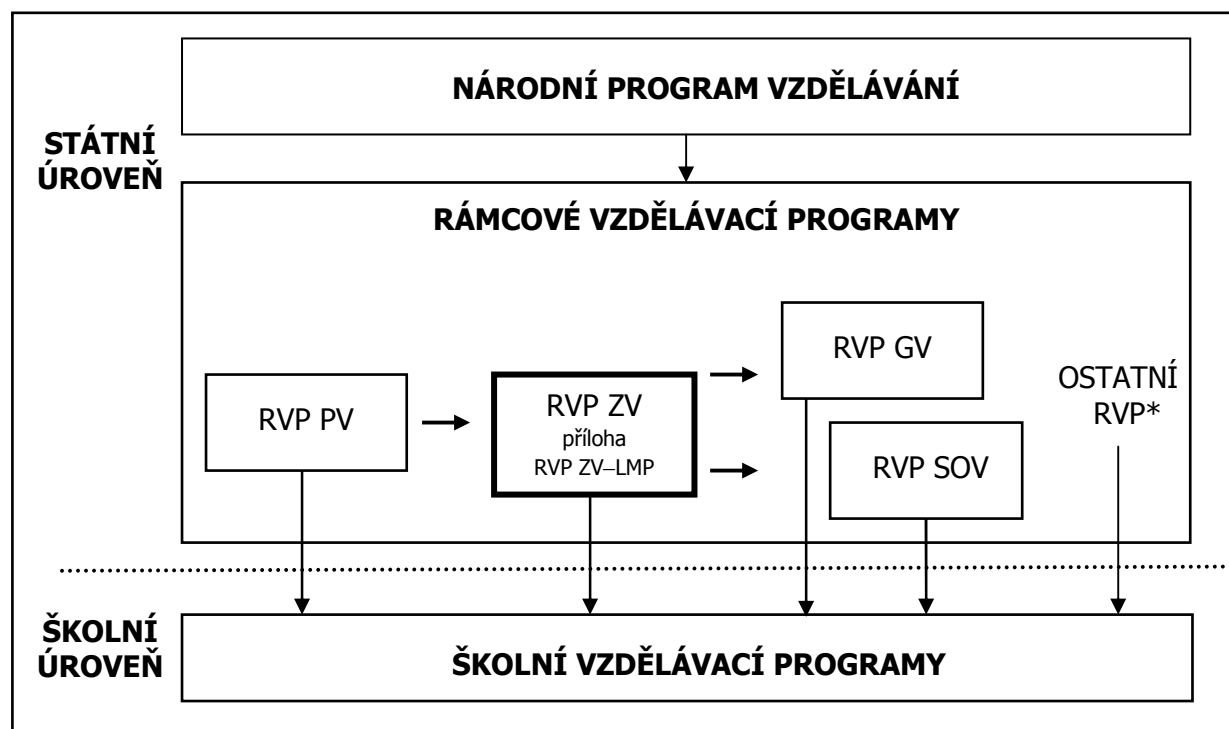 NÁRODNÍ PROGRAM VZDĚLÁVÁNÍ
STÁTNÍ
ÚROVEŇ
RÁMCOVÉ VZDĚLÁVACÍ PROGRAMY
RVP PV
RVP ZV
příloha
RVP ZV–LMP
RVP GV
RVP SOV
OSTATNÍ
RVP*
ŠKOLNÍ
ÚROVEŇ
ŠKOLNÍ VZDĚLÁVACÍ PROGRAMY